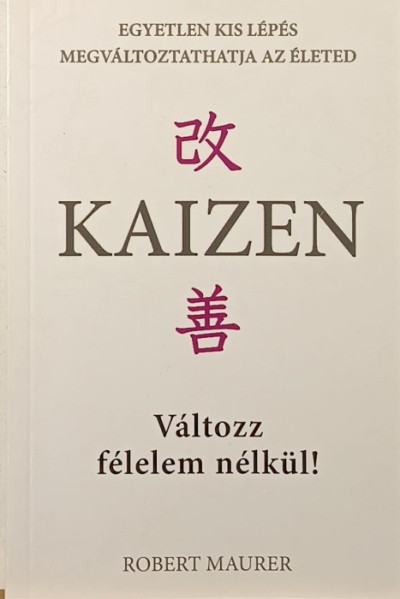 EGYETLEN KIS LÉPÉS
MEGVÁLTOZTATHATJA AZ ÉLETED
改
KAIZEN
善
Változz
félelem nélkül!
ROBERT MAURER